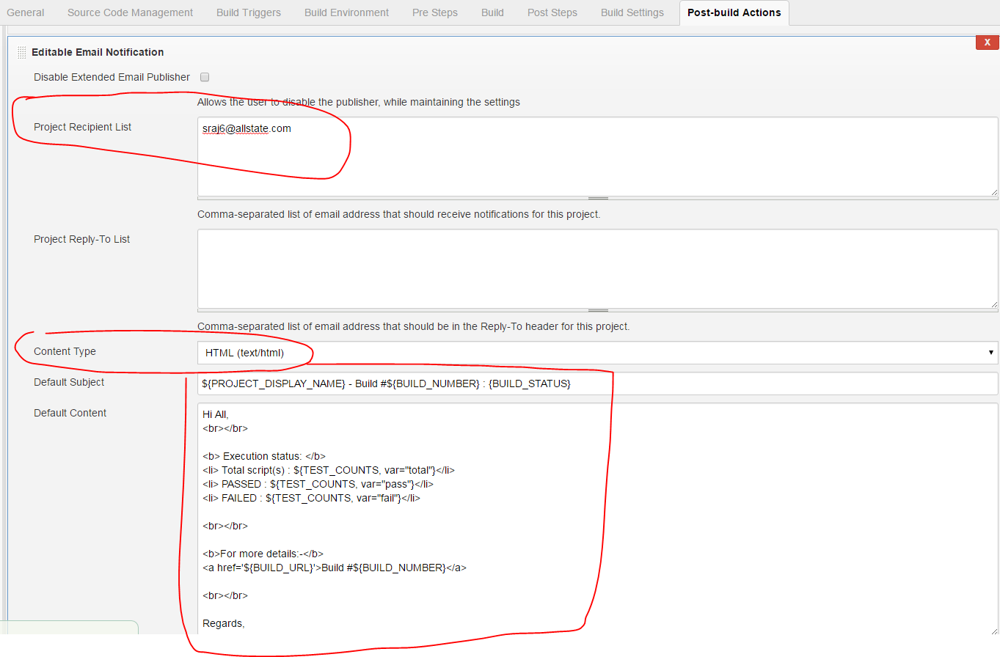 General Source Code Management Build Triggers Build Environment Pre Steps Build Post Steps Build Settings Post-build Actions
X
Editable Email Notification
Disable Extended Email Publisher
Allows the user to disable the publisher, while maintaining the settings
Project Recipient List
sraj6@allstate.com
Comma-separated list of email address that should receive notifications for this project.
Project Reply-To List
Comma-separated list of email address that should be in the Reply-To header for this project.
Content Type
HTML (text/html)
Default Subject
${PROJECT_DISPLAY_NAME} - Build #${BUILD_NUMBER} : {BUILD_STATUS}
Default Content
Hi All,
<br></br>
<b> Execution status: </b>
<li> Total script(s) : ${TEST_COUNTS, var="total"}</li>
<li> PASSED : ${TEST_COUNTS, var="pass"}</li>
<li> FAILED : ${TEST_COUNTS, var="fail"}</li>
<br></br>
<b>For more details:-</b>
<a href='${BUILD_URL}'>Build #${BUILD_NUMBER}</a>
<br></br>
Regards,